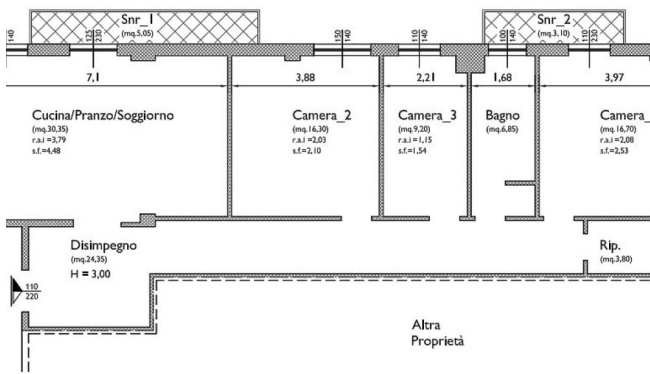 Snr_1
(mq.5,05)
Snr_2
(mq.3,10)
140
125
230
150
140
110
140
100
140
110
230
140
7,1
3,88
2,21
1,68
3,97
Cucina/Pranzo/Soggiorno
(mq.30,35)
r.a.i =3,79
s.f.=4,48
Camera_2
(mq.16,30)
r.a.i =2,03
s.f.=2,10
Camera_3
(mq.9,20)
r.a.i =1,15
s.f.=1,54
Bagno
(mq.6,85)
Camera_
(mq.16,70)
r.a.i =2,08
s.f.=2,53
Disimpegno
(mq.24,35)
H = 3,00
Rip.
(mq.3,80)
110
220
Altra
Proprietà